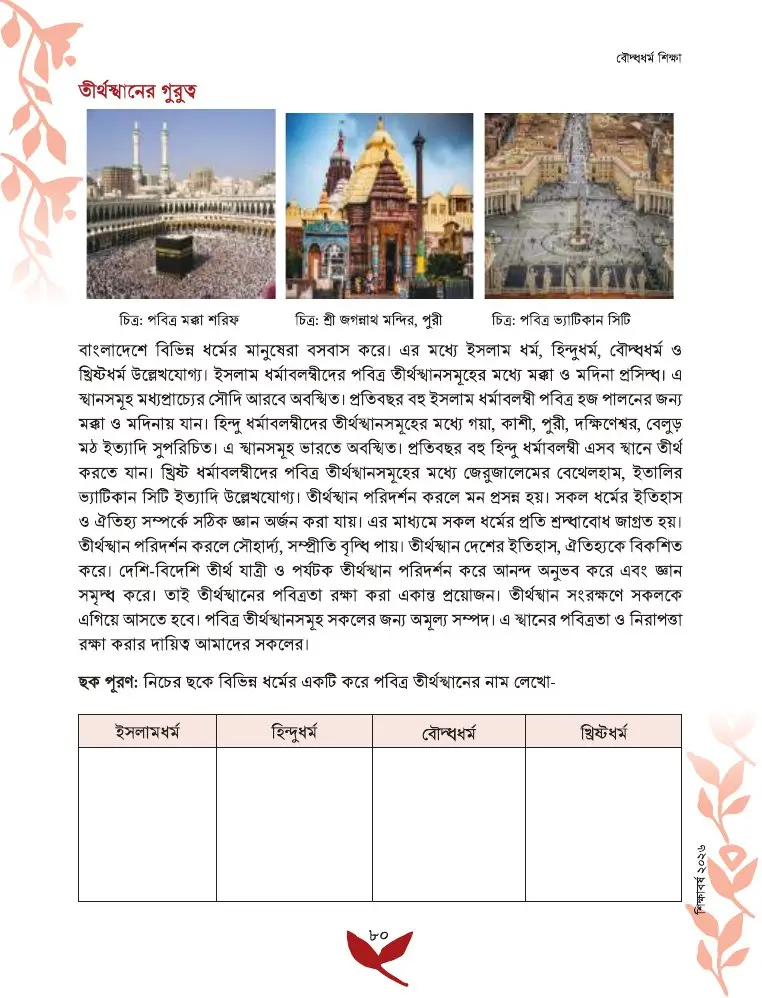 বৌদ্ধধর্ম শিক্ষা
তীর্থস্থানের গুরুত্ব
চিত্র: পবিত্র মক্কা শরিফ
চিত্র: শ্রী জগন্নাথ মন্দির, পুরী
চিত্র: পবিত্র ভ্যাটিকান সিটি
বাংলাদেশে বিভিন্ন ধর্মের মানুষেরা বসবাস করে। এর মধ্যে ইসলাম ধর্ম, হিন্দুধর্ম, বৌদ্ধধর্ম ও
খ্রিষ্টধর্ম উল্লেখযোগ্য। ইসলাম ধর্মাবলম্বীদের পবিত্র তীর্থস্থানসমূহের মধ্যে মক্কা ও মদিনা প্রসিদ্ধ। এ
স্থানসমূহ মধ্যপ্রাচ্যের সৌদি আরবে অবস্থিত। প্রতিবছর বহু ইসলাম ধর্মাবলম্বী পবিত্র হজ পালনের জন্য
মক্কা ও মদিনায় যান। হিন্দু ধর্মাবলম্বীদের তীর্থস্থানসমূহের মধ্যে গয়া, কাশী, পুরী, দক্ষিণেশ্বর, বেলুড়
মঠ ইত্যাদি সুপরিচিত। এ স্থানসমূহ ভারতে অবস্থিত। প্রতিবছর বহু হিন্দু ধর্মাবলম্বী এসব স্থানে তীর্থ
করতে যান। খ্রিষ্ট ধর্মাবলম্বীদের পবিত্র তীর্থস্থানসমূহের মধ্যে জেরুজালেমের বেথেলহাম, ইতালির
ভ্যাটিকান সিটি ইত্যাদি উল্লেখযোগ্য। তীর্থস্থান পরিদর্শন করলে মন প্রসন্ন হয়। সকল ধর্মের ইতিহাস
ও ঐতিহ্য সম্পর্কে সঠিক জ্ঞান অর্জন করা যায়। এর মাধ্যমে সকল ধর্মের প্রতি শ্রদ্ধাবোধ জাগ্রত হয়।
তীর্থস্থান পরিদর্শন করলে সৌহার্দ্য, সম্প্রীতি বৃদ্ধি পায়। তীর্থস্থান দেশের ইতিহাস, ঐতিহ্যকে বিকশিত
করে। দেশি-বিদেশি তীর্থ যাত্রী ও পর্যটক তীর্থস্থান পরিদর্শন করে আনন্দ অনুভব করে এবং জ্ঞান
সমৃদ্ধ করে। তাই তীর্থস্থানের পবিত্রতা রক্ষা করা একান্ত প্রয়োজন। তীর্থস্থান সংরক্ষণে সকলকে
এগিয়ে আসতে হবে। পবিত্র তীর্থস্থানসমূহ সকলের জন্য অমূল্য সম্পদ। এ স্থানের পবিত্রতা ও নিরাপত্তা
রক্ষা করার দায়িত্ব আমাদের সকলের।
ছক পূরণ: নিচের ছকে বিভিন্ন ধর্মের একটি করে পবিত্র তীর্থস্থানের নাম লেখো-
ইসলামধর্ম
হিন্দুধর্ম
বৌদ্ধধর্ম
খ্রিষ্টধর্ম
শিক্ষাবর্ষ ২০২৬
৮০